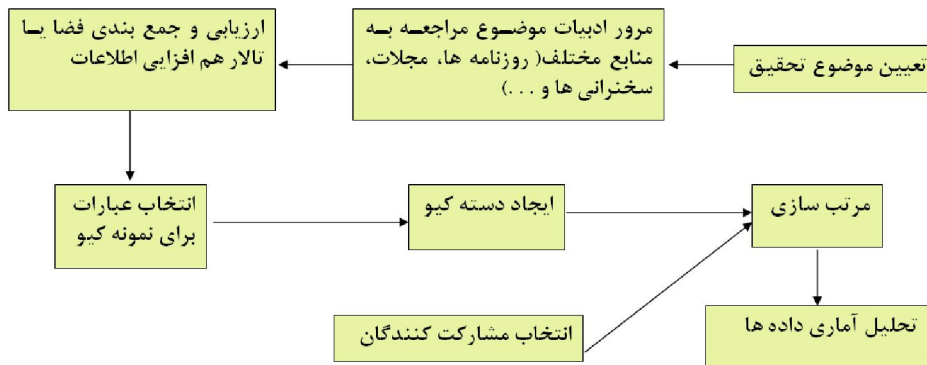 تعیین موضوع تحقیق
مرور ادبیات موضوع مراجعه به
منابع مختلف( روزنامه ها، مجلات،
سخنرانی ها و . . .)
ارزیابی و جمع بندی فضا یا
تالار هم افزایی اطلاعات
انتخاب عبارات
برای نمونه کیو
ایجاد دسته کیو
مرتب سازی
انتخاب مشارکت کنندگان
تحلیل آماری داده ها